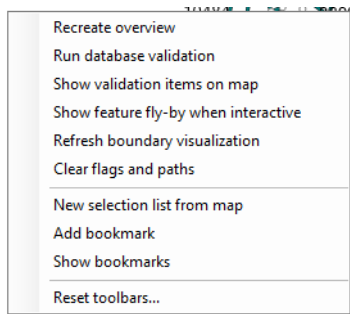 Recreate overview
Run database validation
Show validation items on map
Show feature fly-by when interactive
Refresh boundary visualization
Clear flags and paths
New selection list from map
Add bookmark
Show bookmarks
Reset toolbars...